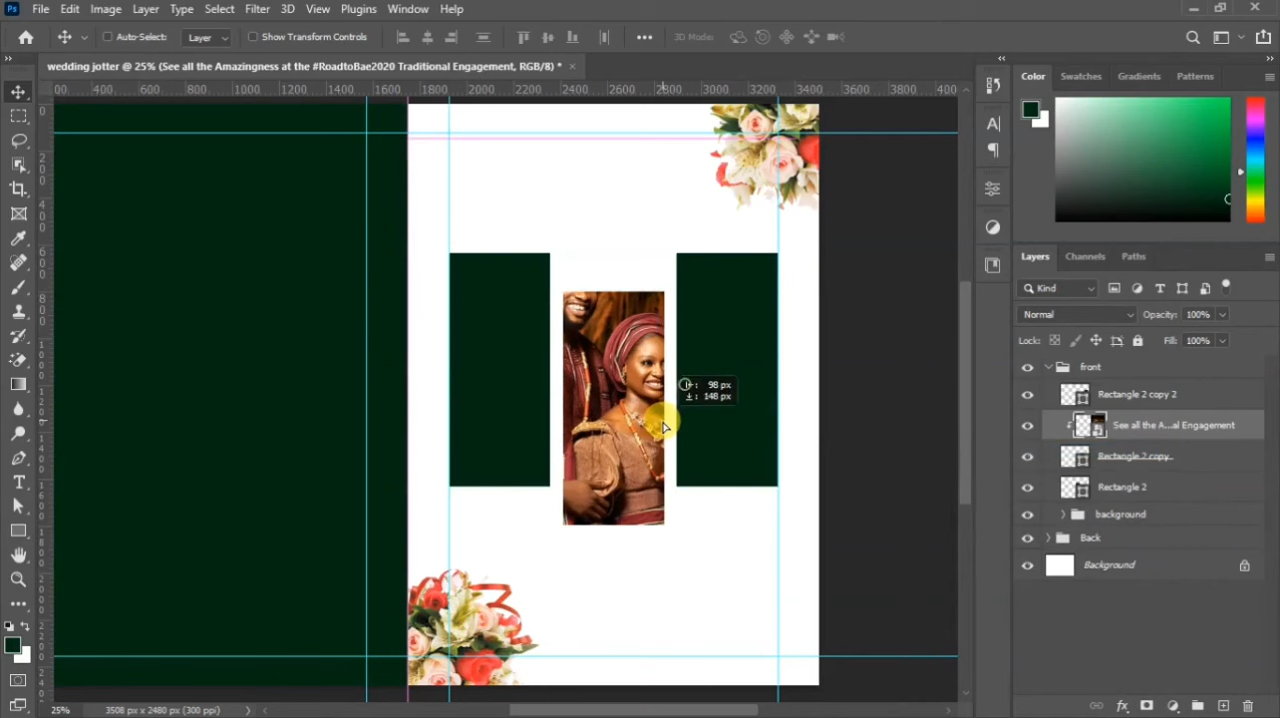 Ps File Edit Image Layer Type Select Filter 3D View Plugins Window Help
Auto-Select: Layer Show Transform Controls 3D Mode:
wedding jotter @ 25% (See all the Amazingness at the #RoadtoBae2020 Traditional Engagement, RGB/8) *
00. 400 600 800 1000 1200 1400 1600 1800 2000 2200 2400 2600 2800 3000 3200 3400 3600 3800 400
Color Swatches Gradients Patterns
98 px
148 px
Layers Channels Paths
Kind
Normal Opacity: 100%
Lock: Fill: 100%
front
Rectangle 2 copy 2
See all the A...al Engagement
Rectangle 2 copy
Rectangle 2
background
Back
Background
25% 3508 px x 2480 px (300 ppi)